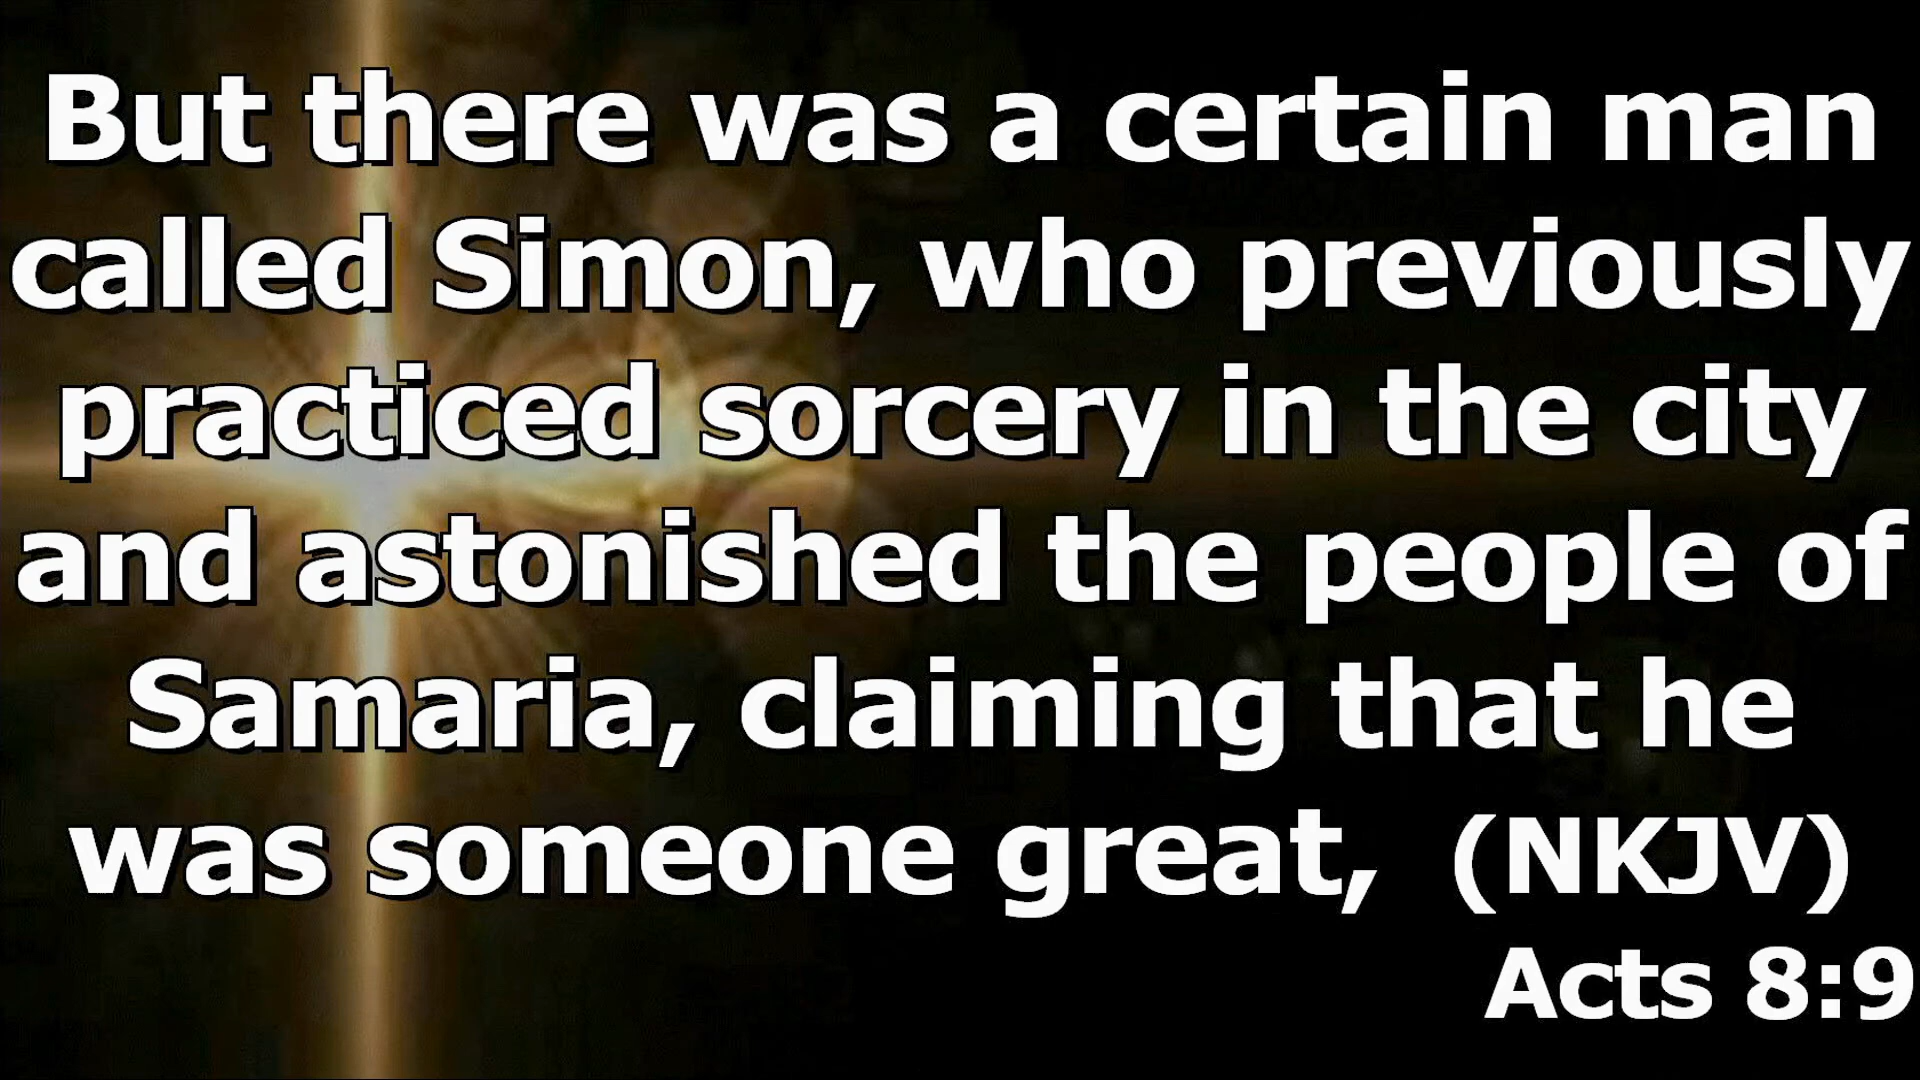 But there was a certain man
called Simon, who previously
practiced sorcery in the city
and astonished the people of
Samaria, claiming that he
was someone great, (NKJV)
Acts 8:9